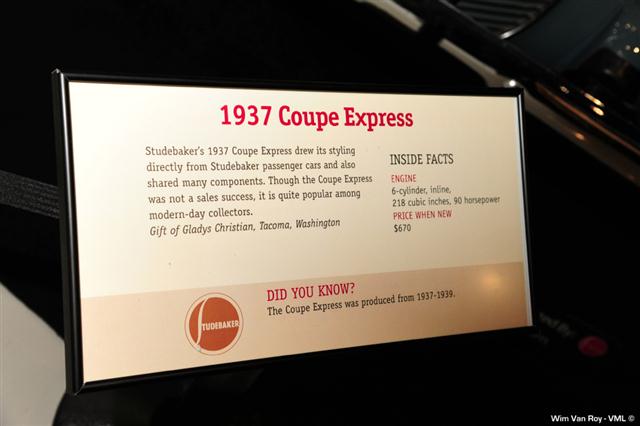 1937 Coupe Express
Studebaker's 1937 Coupe Express drew its styling
directly from Studebaker passenger cars and also
shared many components. Though the Coupe Express
was not a sales success, it is quite popular among
modern-day collectors.
Gift of Gladys Christian, Tacoma, Washington
INSIDE FACTS
ENGINE
6-cylinder, inline,
218 cubic inches, 90 horsepower
PRICE WHEN NEW
$670
STUDEBAKER
DID YOU KNOW?
The Coupe Express was produced from 1937-1939.
Wim Van Roy - VML ©